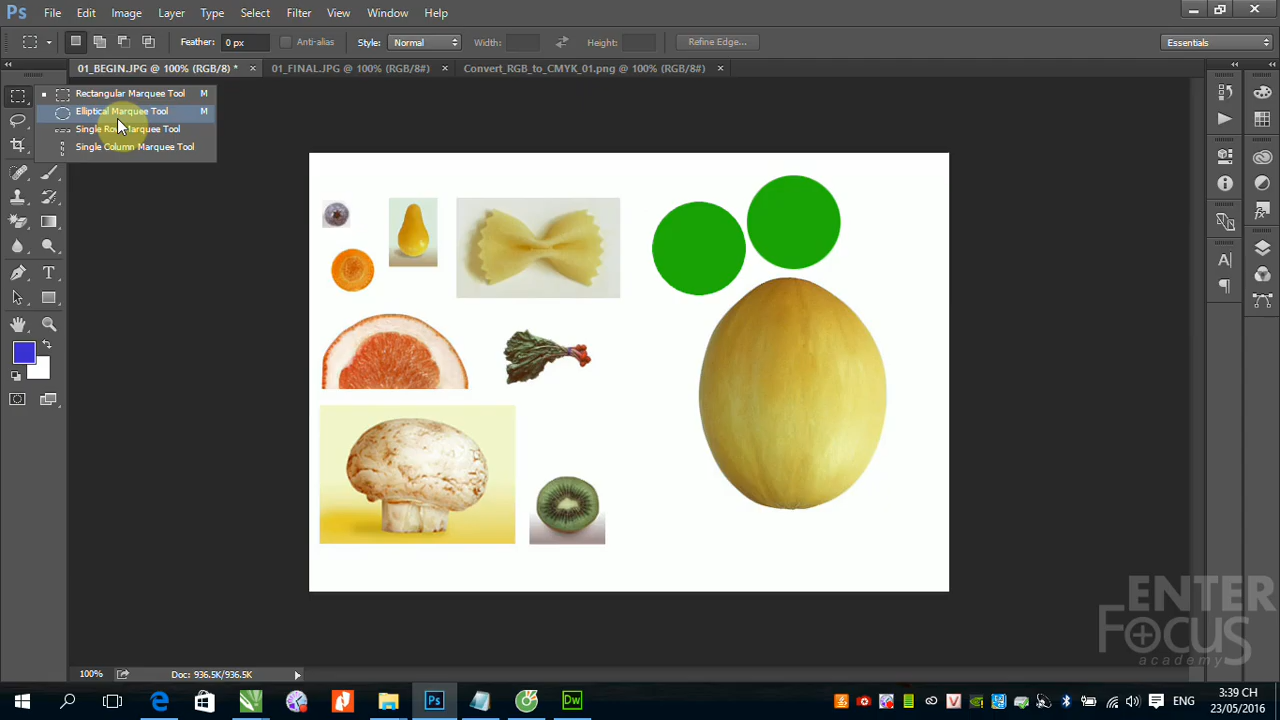 Ps File Edit Image Layer Type Select Filter View Window Help
Feather: 0 px Anti-alias Style: Normal Width: Height: Refine Edge... Essentials
01_BEGIN.JPG @ 100% (RGB/8) * × 01_FINAL.JPG @ 100% (RGB/8#) × Convert_RGB_to_CMYK_01.png @ 100% (RGB/8#) ×
Rectangular Marquee Tool M
Elliptical Marquee Tool M
Single Row Marquee Tool
Single Column Marquee Tool
ENTER
FOCUS
academy
100% Doc: 936.5K/936.5K
Ps Dw ENG 3:39 CH
23/05/2016